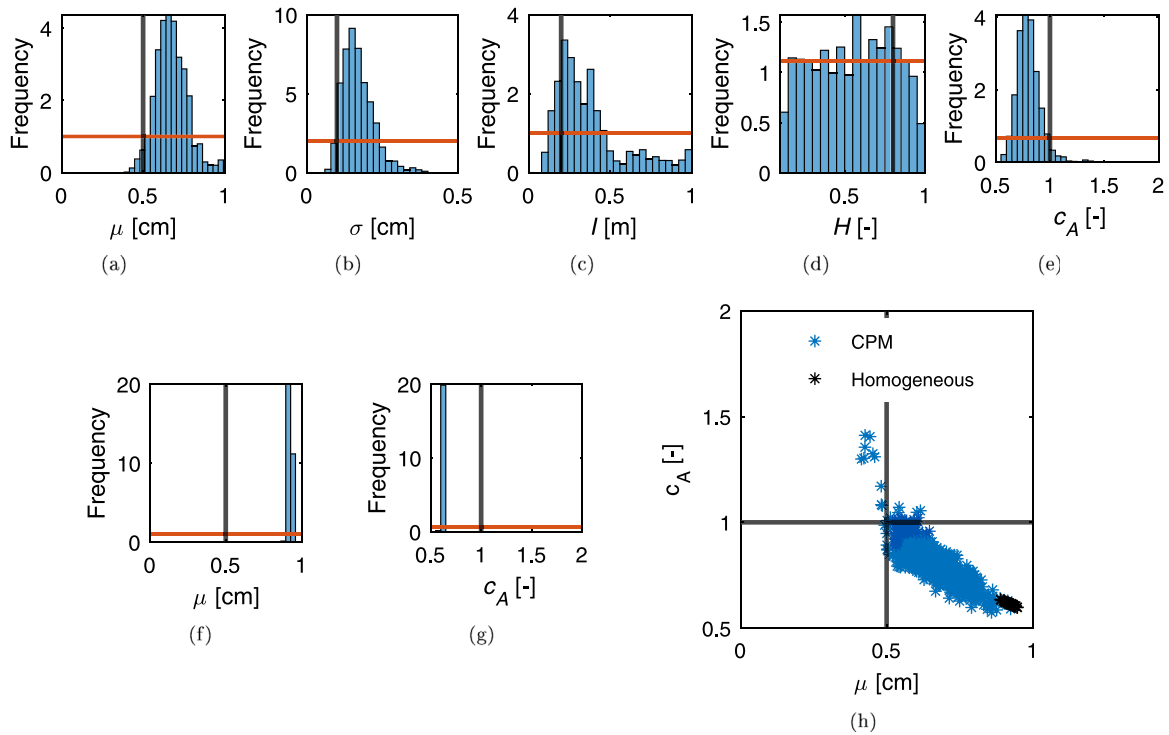 Frequency
4
2
0
0
0.5
1
μ [cm]
(a)
Frequency
10
5
0
0
0.5
σ [cm]
(b)
Frequency
4
2
0
0
0.5
1
l [m]
(c)
Frequency
1.5
1
0.5
0
0.5
1
H [-]
(d)
Frequency
4
2
0
0.5
1
1.5
2
c_A [-]
(e)
Frequency
20
10
0
0
0.5
1
μ [cm]
(f)
Frequency
20
10
0
0.5
1
1.5
2
c_A [-]
(g)
c_A [-]
2
1.5
1
0.5
0
0.5
1
CPM
Homogeneous
μ [cm]
(h)